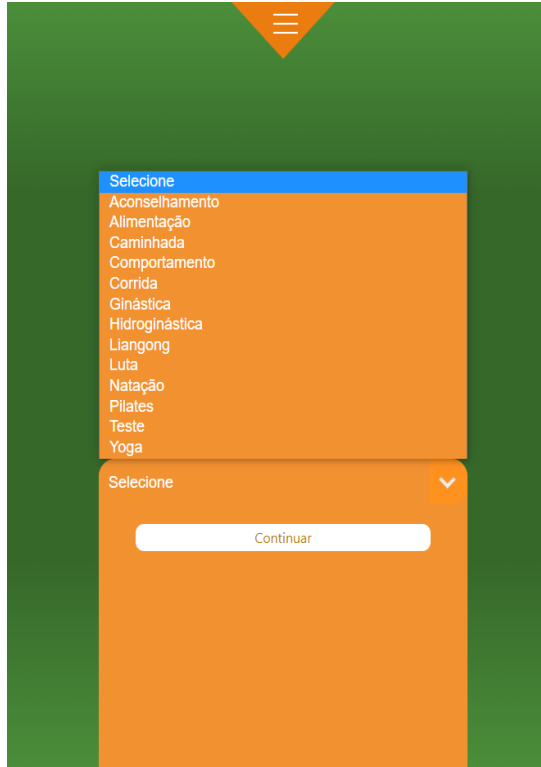 Selecione
Aconselhamento
Alimentação
Caminhada
Comportamento
Corrida
Ginástica
Hidroginástica
Liangong
Luta
Natação
Pilates
Teste
Yoga
Selecione
Continuar